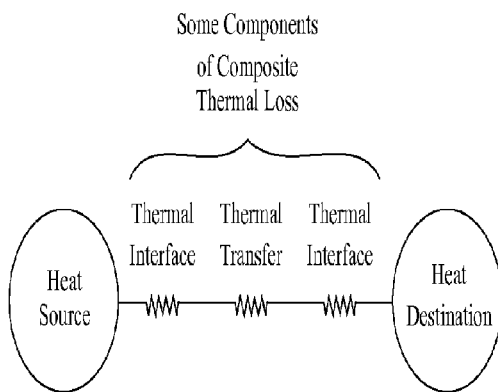 Some Components
of Composite
Thermal Loss
Thermal
Interface
Thermal
Transfer
Thermal
Interface
Heat
Source
Heat
Destination